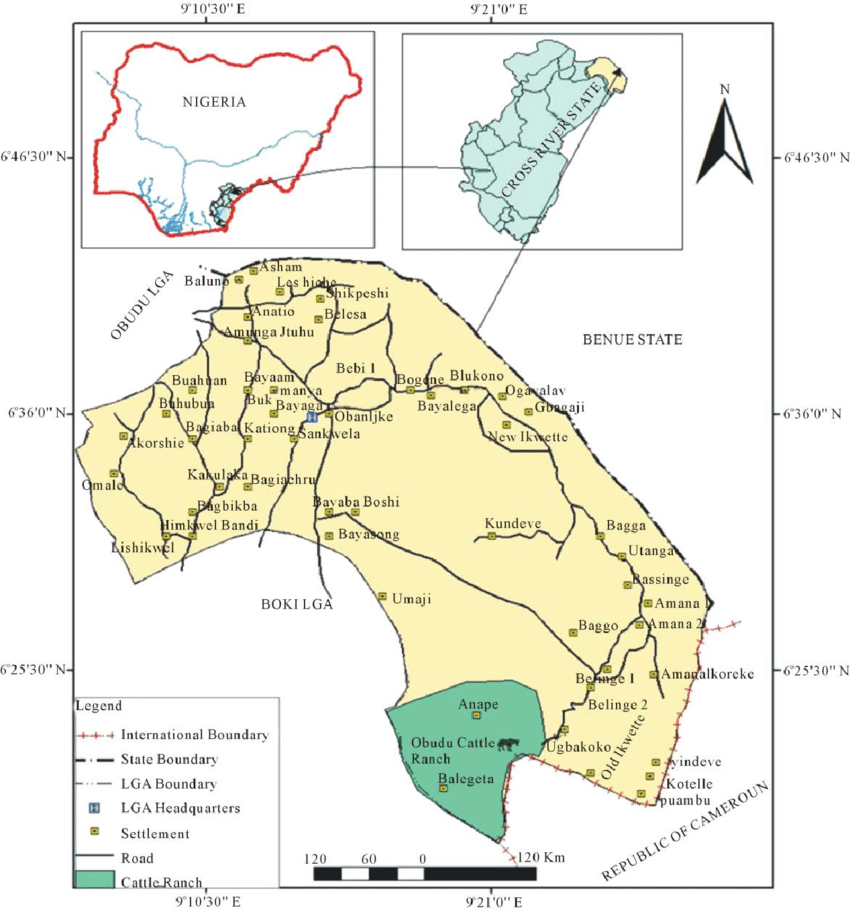 9°10'30'' E
9°21'0'' E
NIGERIA
CROSS RIVER STATE
N
6°46'30'' N
6°46'30'' N
OBUDU LGA
BENUE STATE
Asham
Baluno
Les hiche
Shikpeshi
Anatio
Belesa
Amunga Jtuhu
Bebi 1
Buahuan
Bayaam
manya
Bogene
Blukono
Ogavalav
Buhubua
Buk
Bayaga
Bayalega
Gbagaji
6°36'0'' N
6°36'0'' N
H
Obanljke
Bagiaba
Kationg
Sankwela
New Ikwette
Akorshie
Omale
Kakulaka
Bagiachru
Bagbikba
Bayaba
Boshi
Himkwel
Bandi
Kundeve
Bagga
Lishikwel
Bayasong
Utanga
Bassinge
BOKI LGA
Umaji
Amana 1
Baggo
Amana 2
6°25'30'' N
6°25'30'' N
Belinge 1
Amanalkoreke
Belinge 2
Anape
Obudu Cattle
Ranch
Ugbakoko
Old Ikwette
Balegeta
yindeve
Kotelle
puambu
REPUBLIC OF CAMEROUN
Legend
International Boundary
State Boundary
LGA Boundary
H LGA Headquarters
Settlement
Road
Cattle Ranch
120 60 0 120 Km
9°10'30'' E
9°21'0'' E